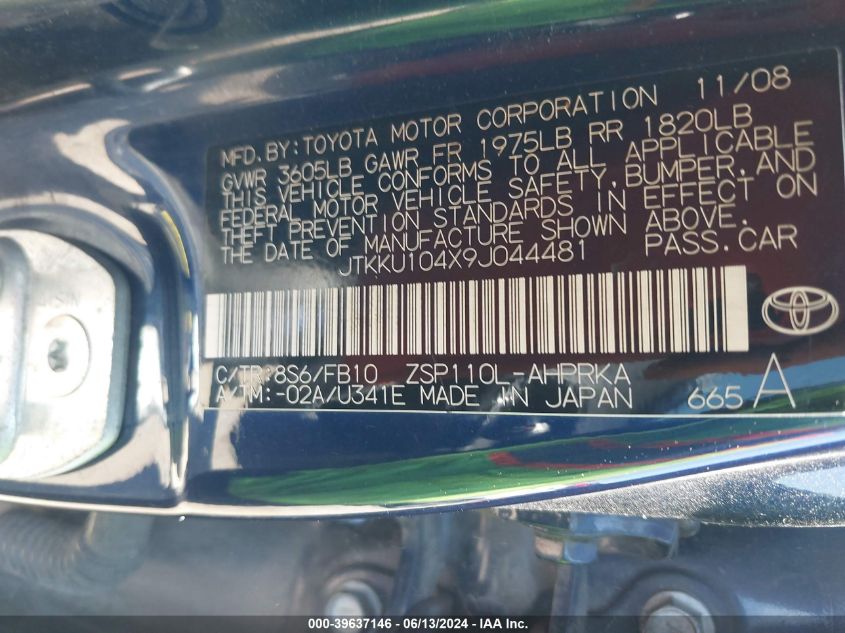 MFD. BY: TOYOTA MOTOR CORPORATION 11/08
GVWR 3605LB GAWR FR 1975LB RR 1820LB
THIS VEHICLE CONFORMS TO ALL APPLICABLE
FEDERAL MOTOR VEHICLE SAFETY, BUMPER, AND
THEFT PREVENTION STANDARDS IN EFFECT ON
THE DATE OF MANUFACTURE SHOWN ABOVE.
JTKKU104X9J044481 PASS.CAR
C/TR:8S6/FB10 ZSP110L-AHPRKA
A/TM:-02A/U341E MADE IN JAPAN 665 A
000-39637146 - 06/13/2024 - IAA Inc.